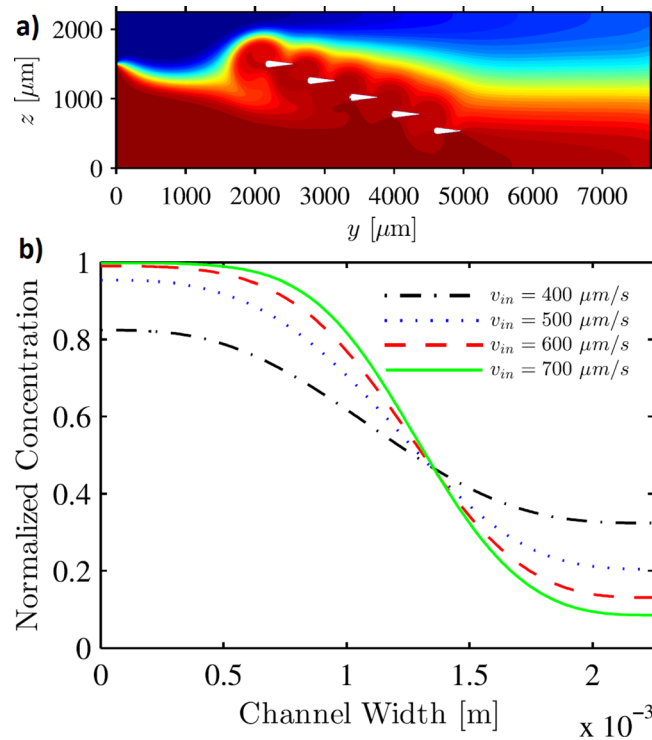 a)
2000
1000
0
z [μm]
0 1000 2000 3000 4000 5000 6000 7000
y [μm]
b)
1
0.8
0.6
0.4
0.2
0
Normalized Concentration
v_in = 400 μm/s
v_in = 500 μm/s
v_in = 600 μm/s
v_in = 700 μm/s
0 0.5 1 1.5 2
Channel Width [m]
x 10^-3